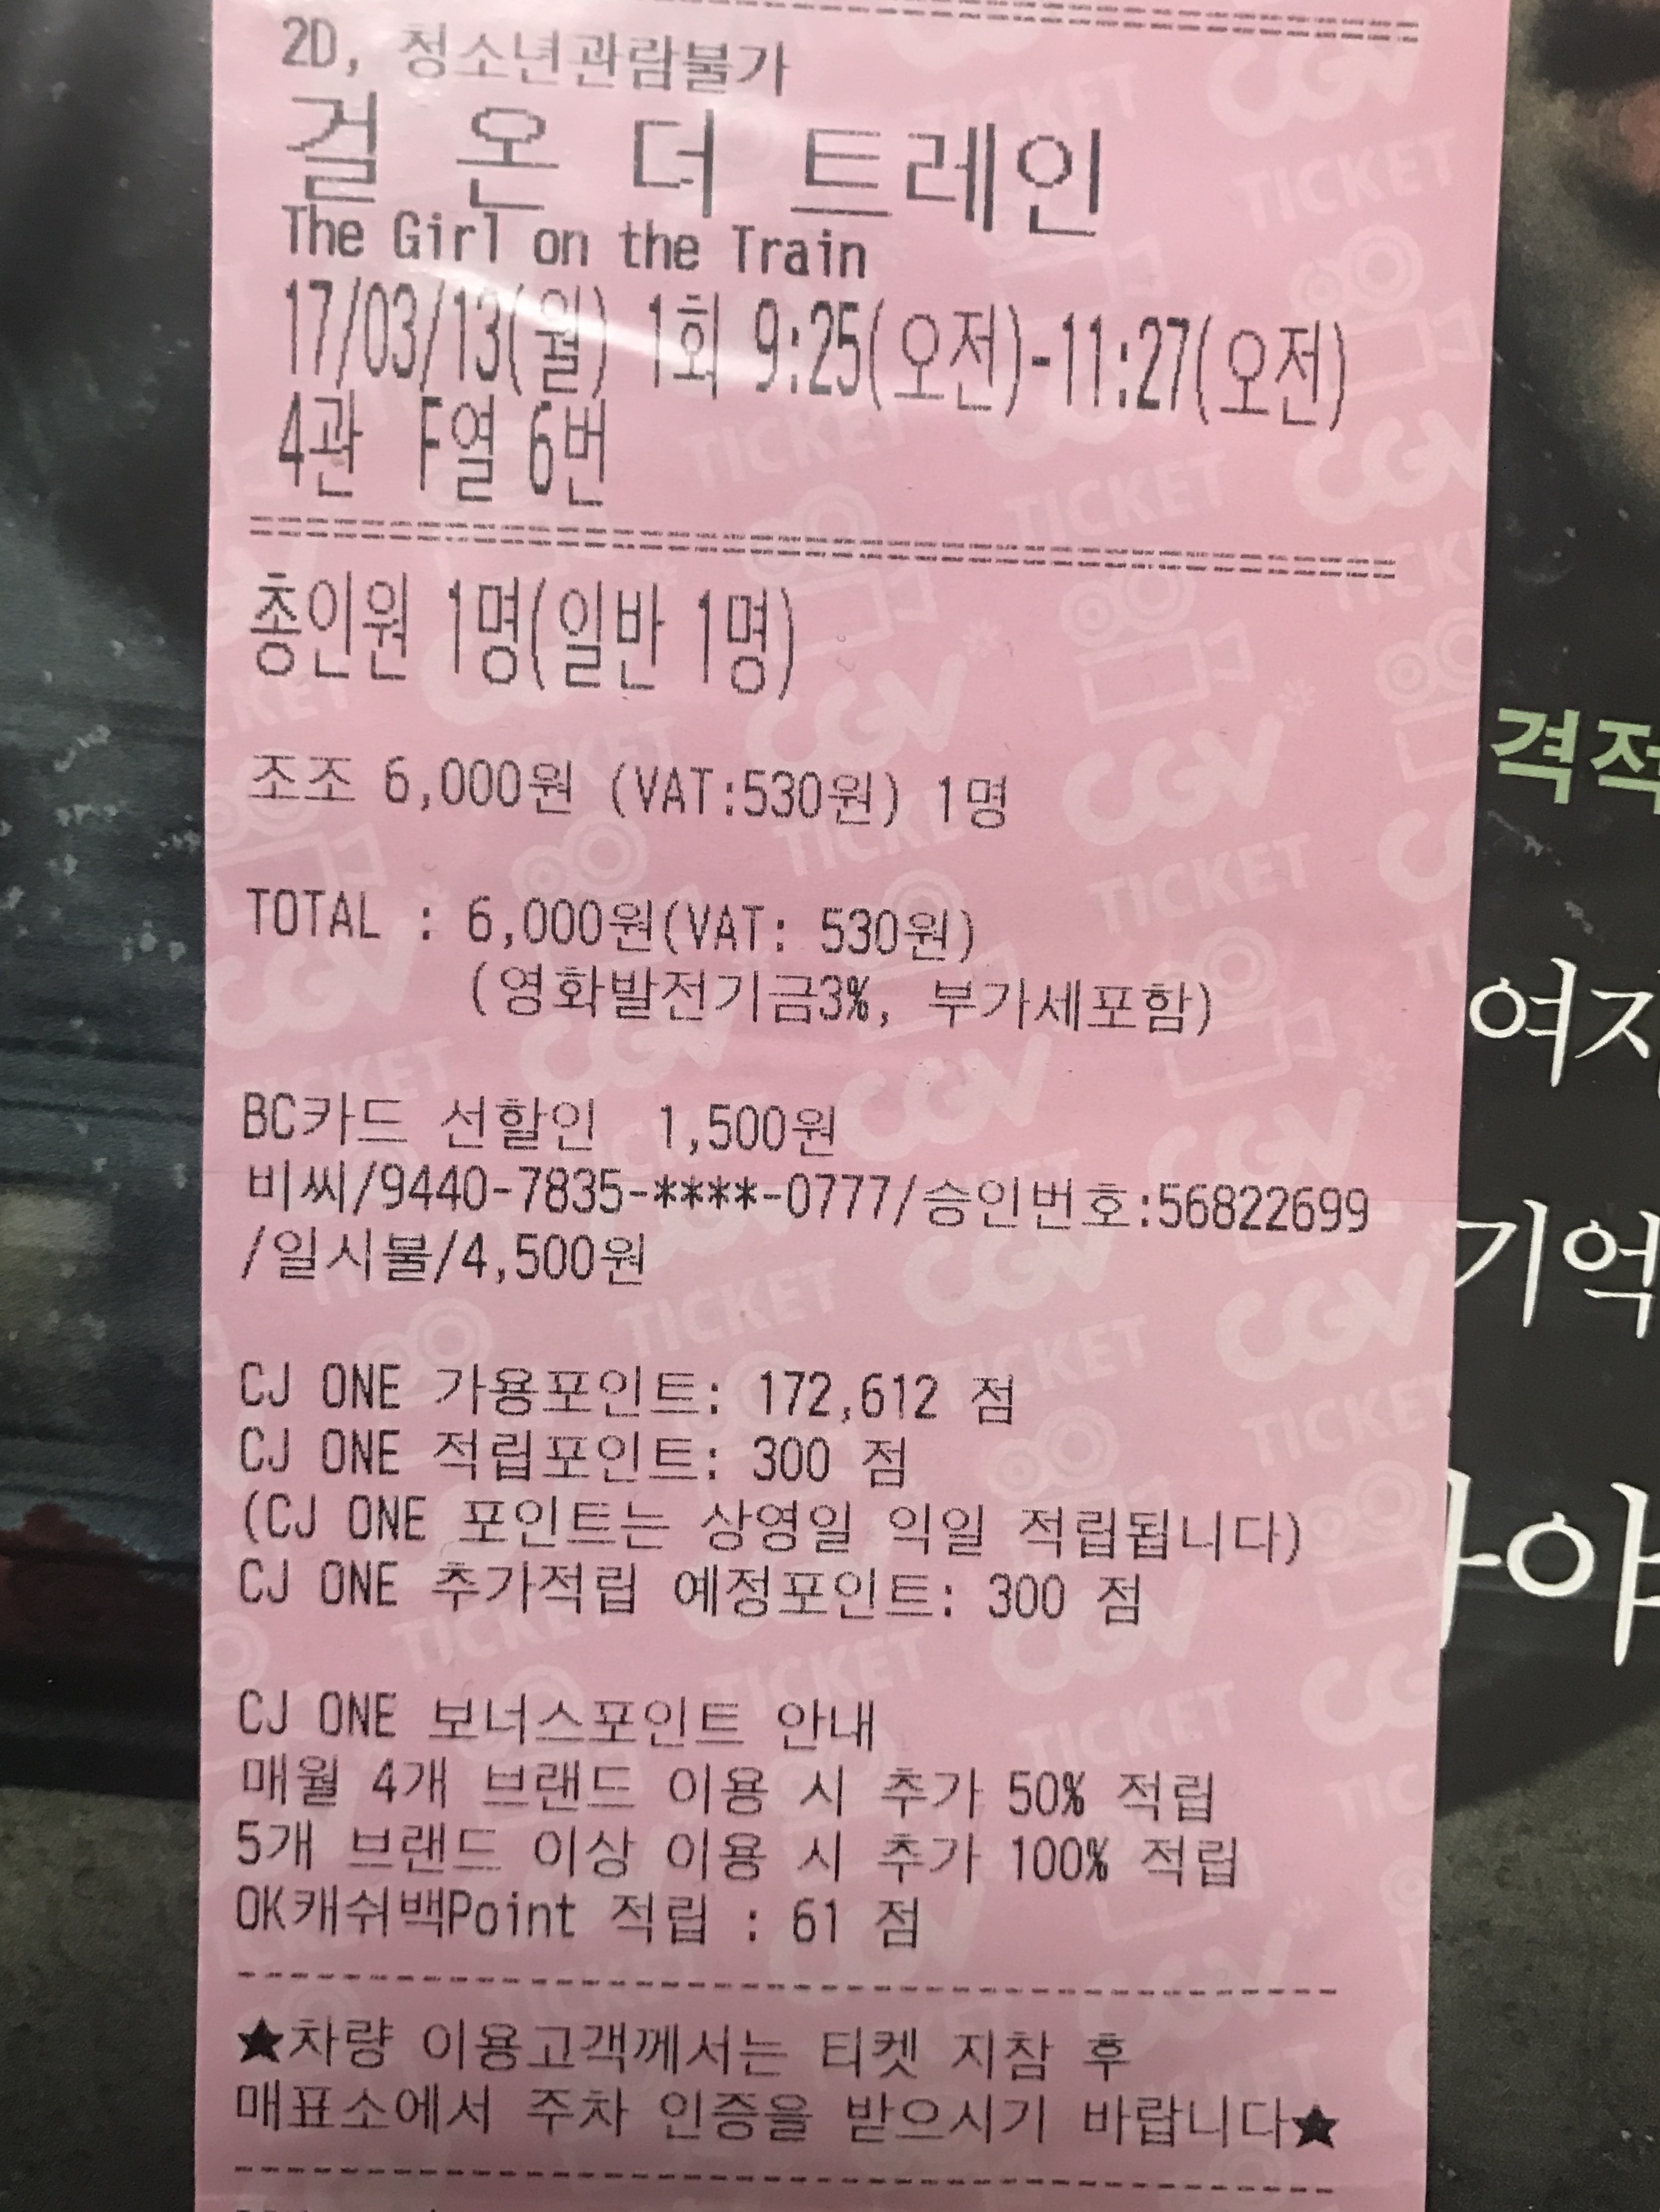 2D, 청소년관람불가
걸 온 더 트레인
The Girl on the Train
17/03/13(월) 1회 9:25(오전)-11:27(오전)
4관 F열 6번
총인원 1명(일반 1명)
조조 6,000원 (VAT:530원) 1명
TOTAL : 6,000원(VAT: 530원)
(영화발전기금3%, 부가세포함)
BC카드 선할인 1,500원
비씨/9440-7835-****-0777/승인번호:56822699
/일시불/4,500원
CJ ONE 가용포인트: 172,612 점
CJ ONE 적립포인트: 300 점
(CJ ONE 포인트는 상영일 익일 적립됩니다)
CJ ONE 추가적립 예정포인트: 300 점
CJ ONE 보너스포인트 안내
매월 4개 브랜드 이용 시 추가 50% 적립
5개 브랜드 이상 이용 시 추가 100% 적립
OK캐쉬백Point 적립 : 61 점
★차량 이용고객께서는 티켓 지참 후
매표소에서 주차 인증을 받으시기 바랍니다★
격적
여자
기억